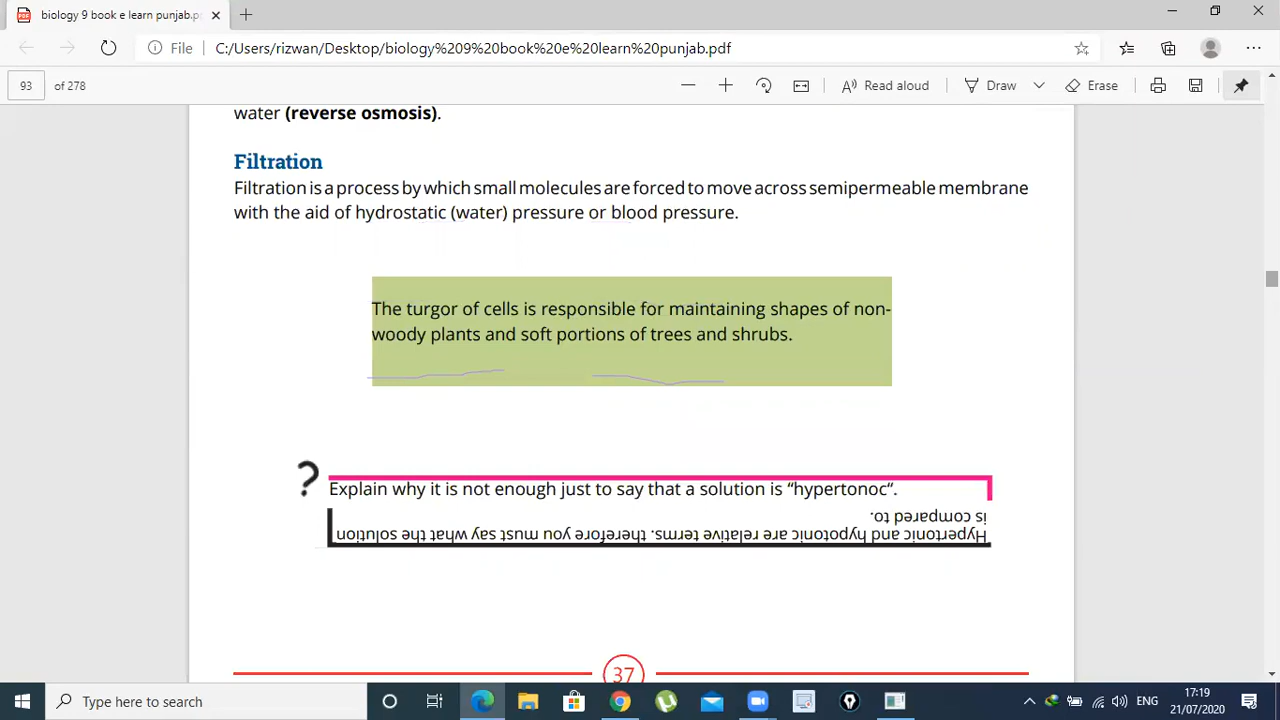 biology 9 book e learn punjab.p
File C:/Users/rizwan/Desktop/biology%209%20book%20e%20learn%20punjab.pdf
93 of 278 Read aloud Draw Erase
water (reverse osmosis).
Filtration
Filtration is a process by which small molecules are forced to move across semipermeable membrane
with the aid of hydrostatic (water) pressure or blood pressure.
The turgor of cells is responsible for maintaining shapes of non-
woody plants and soft portions of trees and shrubs.
? Explain why it is not enough just to say that a solution is “hypertonoc“.
Hypertonic and hypotonic are relative terms. therefore you must say what the solution
is compared to.
37
Type here to search ENG 17:19
21/07/2020